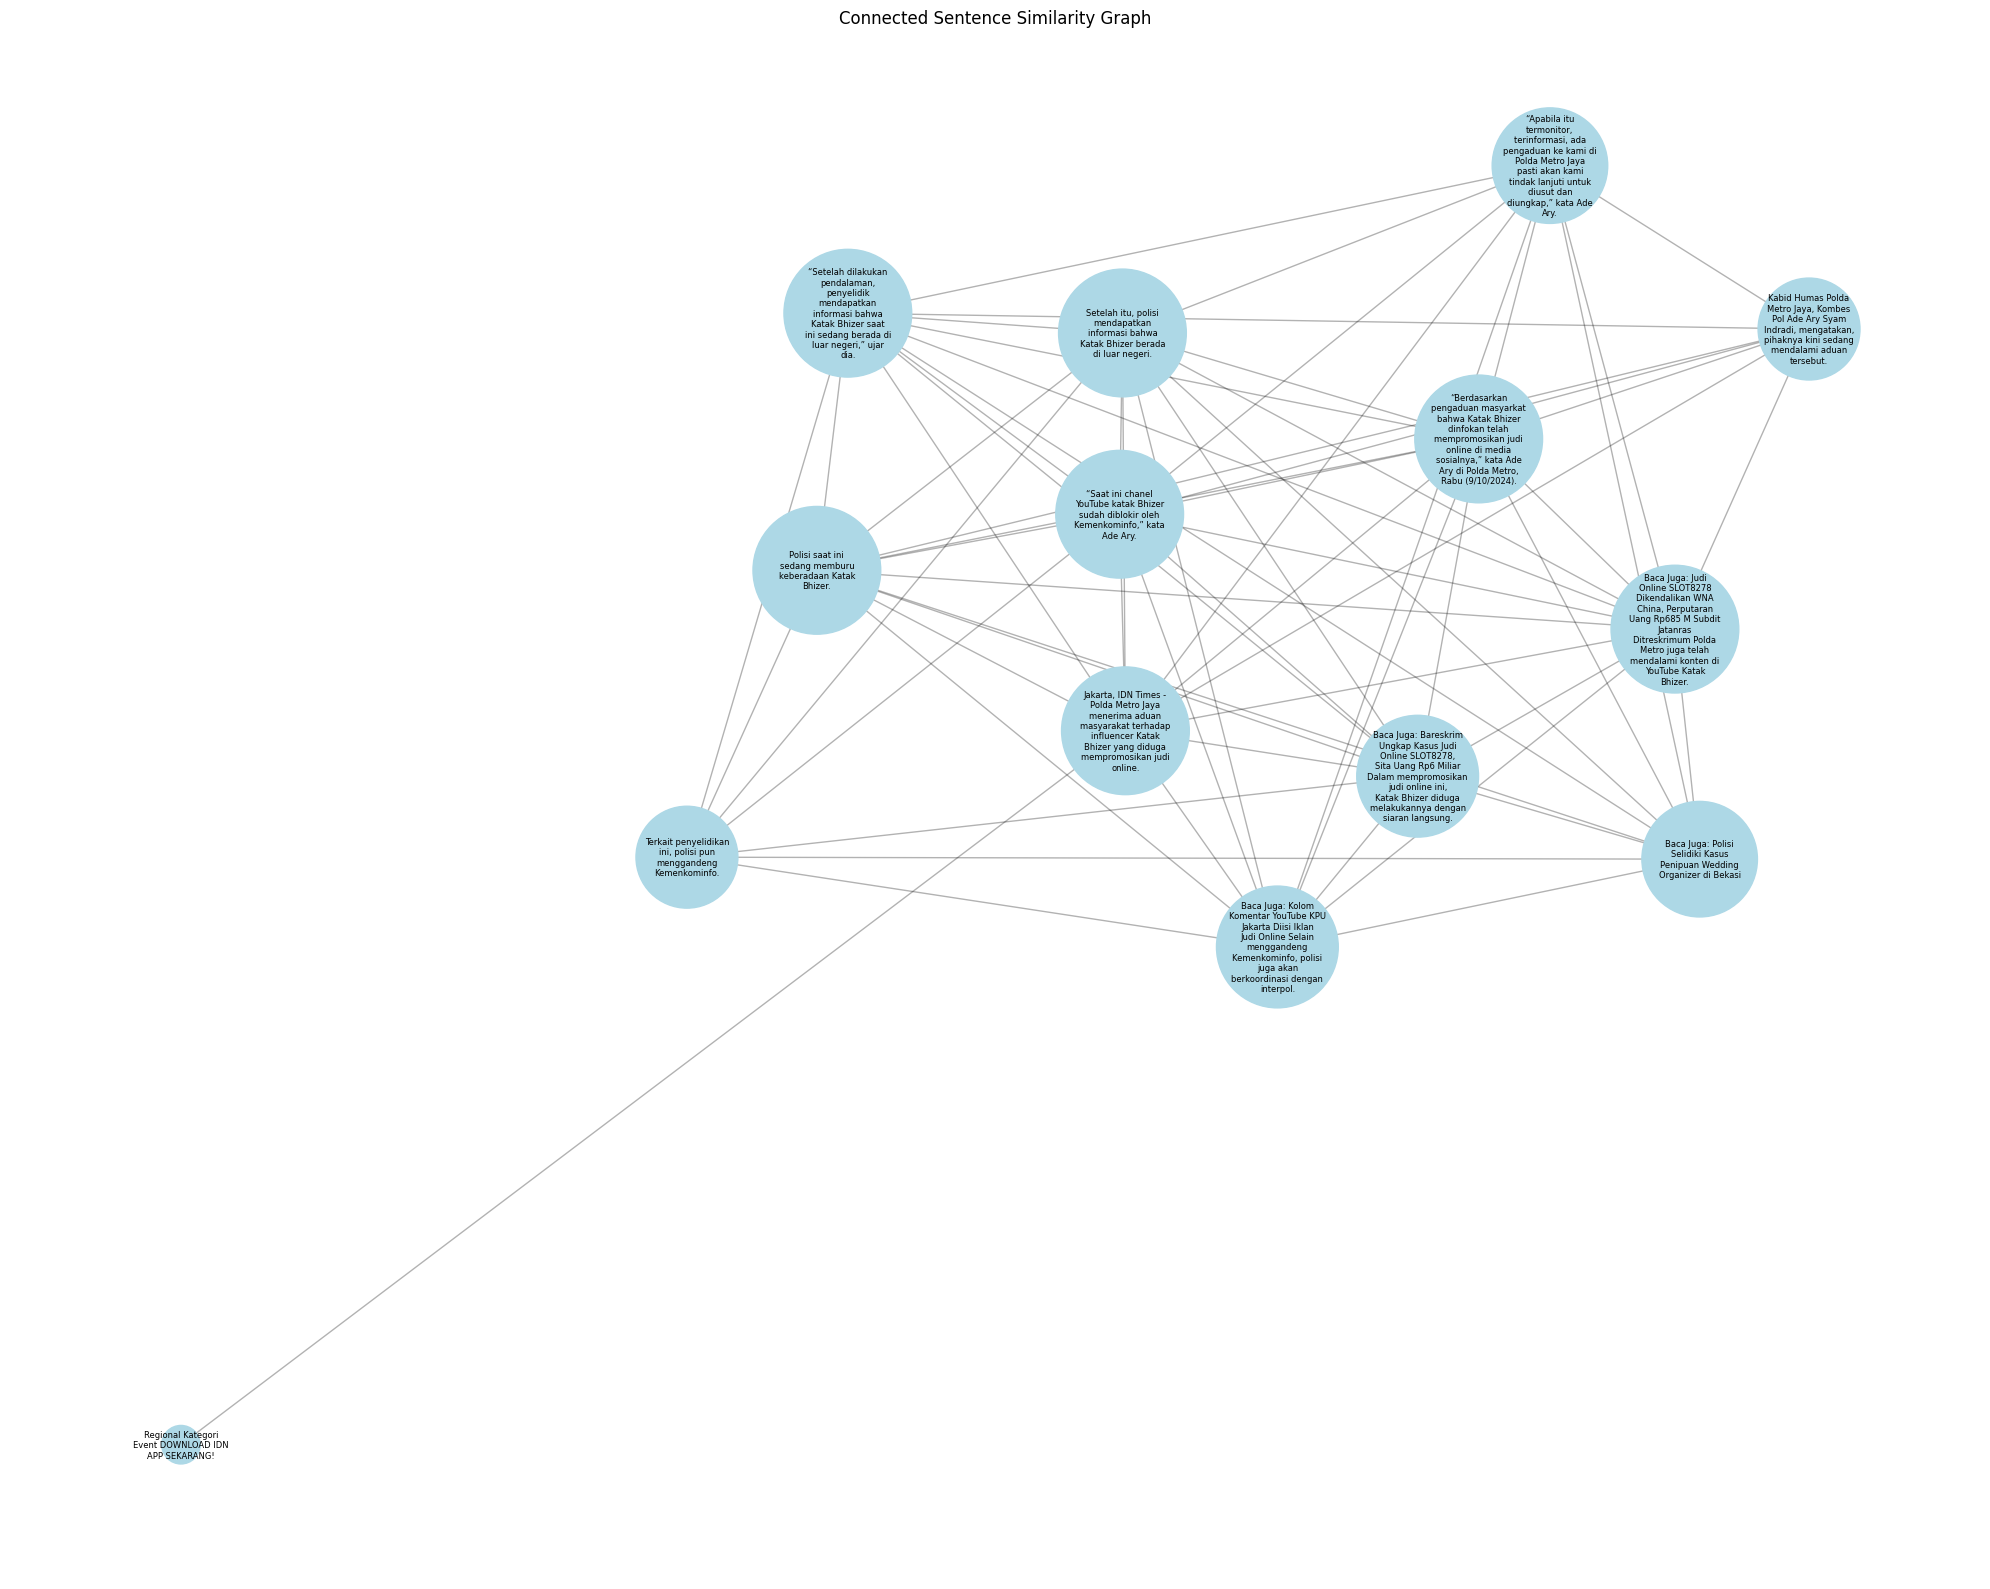 Connected Sentence Similarity Graph
“Apabila itu
termonitor,
terinformasi, ada
pengaduan ke kami di
Polda Metro Jaya
pasti akan kami
tindak lanjuti untuk
diusut dan
diungkap,” kata Ade
Ary.
“Setelah dilakukan
pendalaman,
penyelidik
mendapatkan
informasi bahwa
Katak Bhizer saat
ini sedang berada di
luar negeri,” ujar
dia.
Setelah itu, polisi
mendapatkan
informasi bahwa
Katak Bhizer berada
di luar negeri.
Kabid Humas Polda
Metro Jaya, Kombes
Pol Ade Ary Syam
Indradi, mengatakan,
pihaknya kini sedang
mendalami aduan
tersebut.
“Berdasarkan
pengaduan masyarkat
bahwa Katak Bhizer
dinfokan telah
mempromosikan judi
online di media
sosialnya,” kata Ade
Ary di Polda Metro,
Rabu (9/10/2024).
“Saat ini chanel
YouTube katak Bhizer
sudah diblokir oleh
Kemenkominfo,” kata
Ade Ary.
Polisi saat ini
sedang memburu
keberadaan Katak
Bhizer.
Baca Juga: Judi
Online SLOT8278
Dikendalikan WNA
China, Perputaran
Uang Rp685 M Subdit
Jatanras
Ditreskrimum Polda
Metro juga telah
mendalami konten di
YouTube Katak
Bhizer.
Jakarta, IDN Times -
Polda Metro Jaya
menerima aduan
masyarakat terhadap
influencer Katak
Bhizer yang diduga
mempromosikan judi
online.
Baca Juga: Bareskrim
Ungkap Kasus Judi
Online SLOT8278,
Sita Uang Rp6 Miliar
Dalam mempromosikan
judi online ini,
Katak Bhizer diduga
melakukannya dengan
siaran langsung.
Terkait penyelidikan
ini, polisi pun
menggandeng
Kemenkominfo.
Baca Juga: Polisi
Selidiki Kasus
Penipuan Wedding
Organizer di Bekasi
Baca Juga: Kolom
Komentar YouTube KPU
Jakarta Diisi Iklan
Judi Online Selain
menggandeng
Kemenkominfo, polisi
juga akan
berkoordinasi dengan
interpol.
Regional Kategori
Event DOWNLOAD IDN
APP SEKARANG!